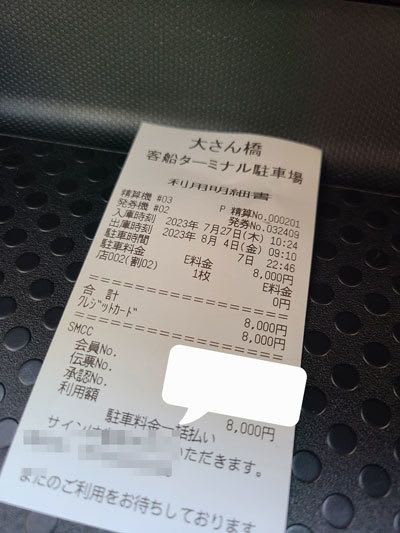 大さん橋
客船ターミナル駐車場
利用明細書
精算機 #03 P 精算No.000201
発券機 #02 発券No.032409
入庫時刻 2023年 7月27日(木) 10:24
出庫時刻 2023年 8月 4日(金) 09:10
駐車時間 7日 22:46
駐車料金 E料金 8,000円
店002(割02) 1枚 E料金
0円
合 計 8,000円
クレジットカード 8,000円
SMCC
会員No.
伝票No.
承認No.
利用額 8,000円
駐車料金一括払い
サイン いただきます。
またのご利用をお待ちしております